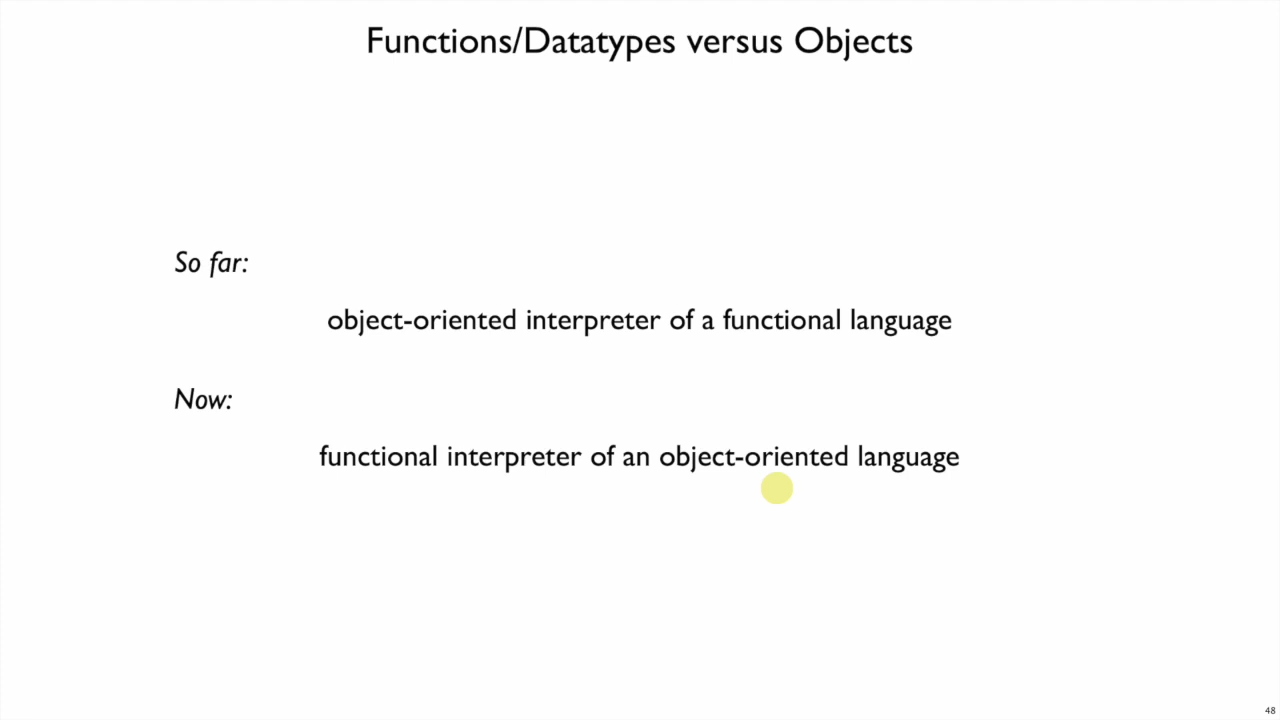 Functions/Datatypes versus Objects
So far:
object-oriented interpreter of a functional language
Now:
functional interpreter of an object-oriented language
48